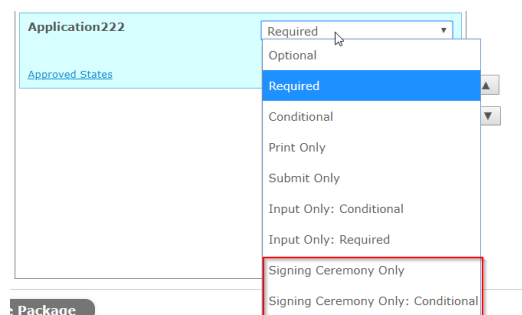 Application222
Required
Approved States
Optional
Required
Conditional
Print Only
Submit Only
Input Only: Conditional
Input Only: Required
Signing Ceremony Only
Signing Ceremony Only: Conditional
Package